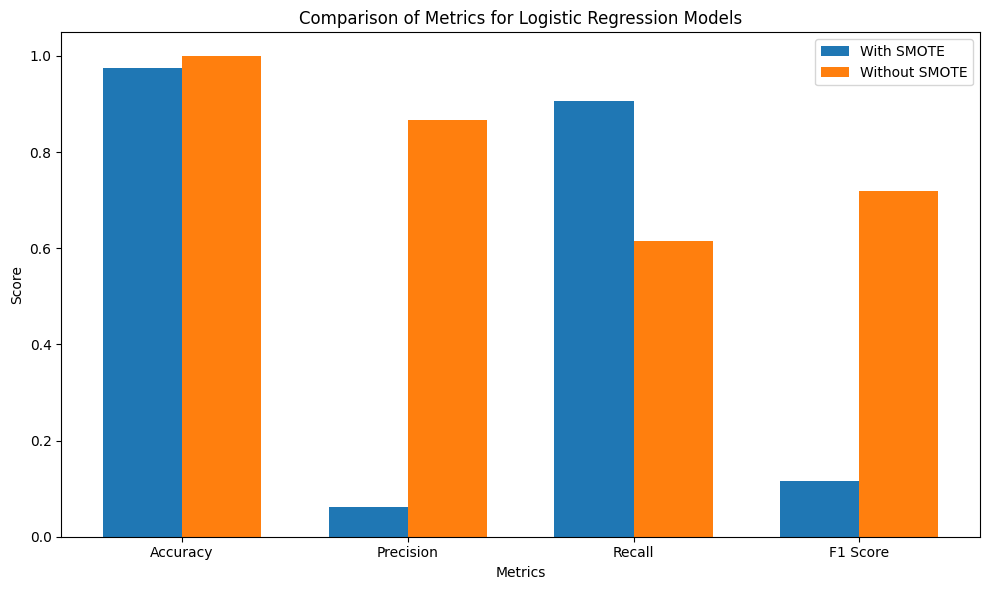 Comparison of Metrics for Logistic Regression Models
With SMOTE
Without SMOTE
Score
1.0
0.8
0.6
0.4
0.2
0.0
Accuracy
Precision
Recall
F1 Score
Metrics